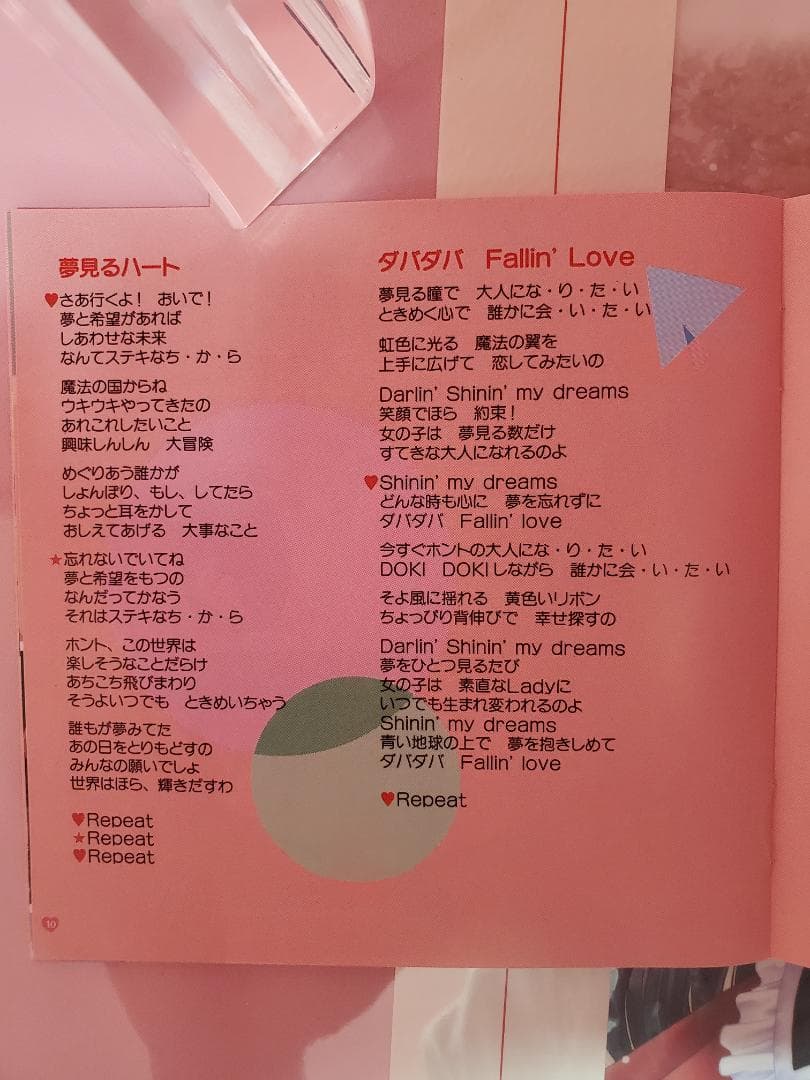 夢見るハート
♥さあ行くよ！ おいで！
夢と希望があれば
しあわせな未来
なんてステキなち・か・ら
魔法の国からね
ウキウキやってきたの
あれこれしたいこと
興味しんしん 大冒険
めぐりあう誰かが
しょんぼり、もし、してたら
ちょっと耳をかして
おしえてあげる 大事なこと
★忘れないでいてね
夢と希望をもつの
なんだってかなう
それはステキなち・か・ら
ホント、この世界は
楽しそうなことだらけ
あちこち飛びまわり
そうよいつでも ときめいちゃう
誰もが夢みてた
あの日をとりもどすの
みんなの願いでしょ
世界はほら、輝きだすわ
♥Repeat
★Repeat
♥Repeat
10
ダバダバ Fallin' Love
夢見る瞳で 大人にな・り・た・い
ときめく心で 誰かに会・い・た・い
虹色に光る 魔法の翼を
上手に広げて 恋してみたいの
Darlin' Shinin' my dreams
笑顔でほら 約束！
女の子は 夢見る数だけ
すてきな大人になれるのよ
♥Shinin' my dreams
どんな時も心に 夢を忘れずに
ダバダバ Fallin' love
今すぐホントの大人にな・り・た・い
DOKI DOKIしながら 誰かに会・い・た・い
そよ風に揺れる 黄色いリボン
ちょっぴり背伸びで 幸せ探すの
Darlin' Shinin' my dreams
夢をひとつ見るたび
女の子は 素直なLadyに
いつでも生まれ変われるのよ
Shinin' my dreams
青い地球の上で 夢を抱きしめて
ダバダバ Fallin' love
♥Repeat